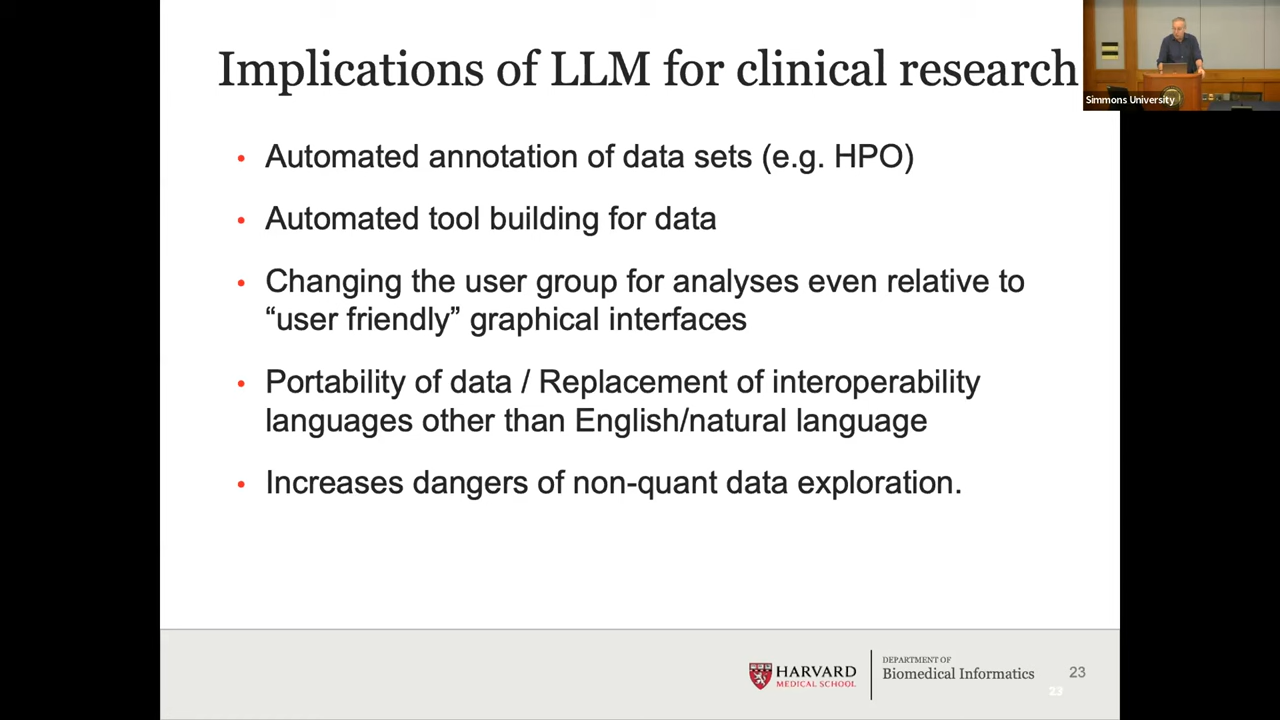 Implications of LLM for clinical research
Simmons University
• Automated annotation of data sets (e.g. HPO)
• Automated tool building for data
• Changing the user group for analyses even relative to
“user friendly” graphical interfaces
• Portability of data / Replacement of interoperability
languages other than English/natural language
• Increases dangers of non-quant data exploration.
HARVARD
MEDICAL SCHOOL
DEPARTMENT OF
Biomedical Informatics
23
23